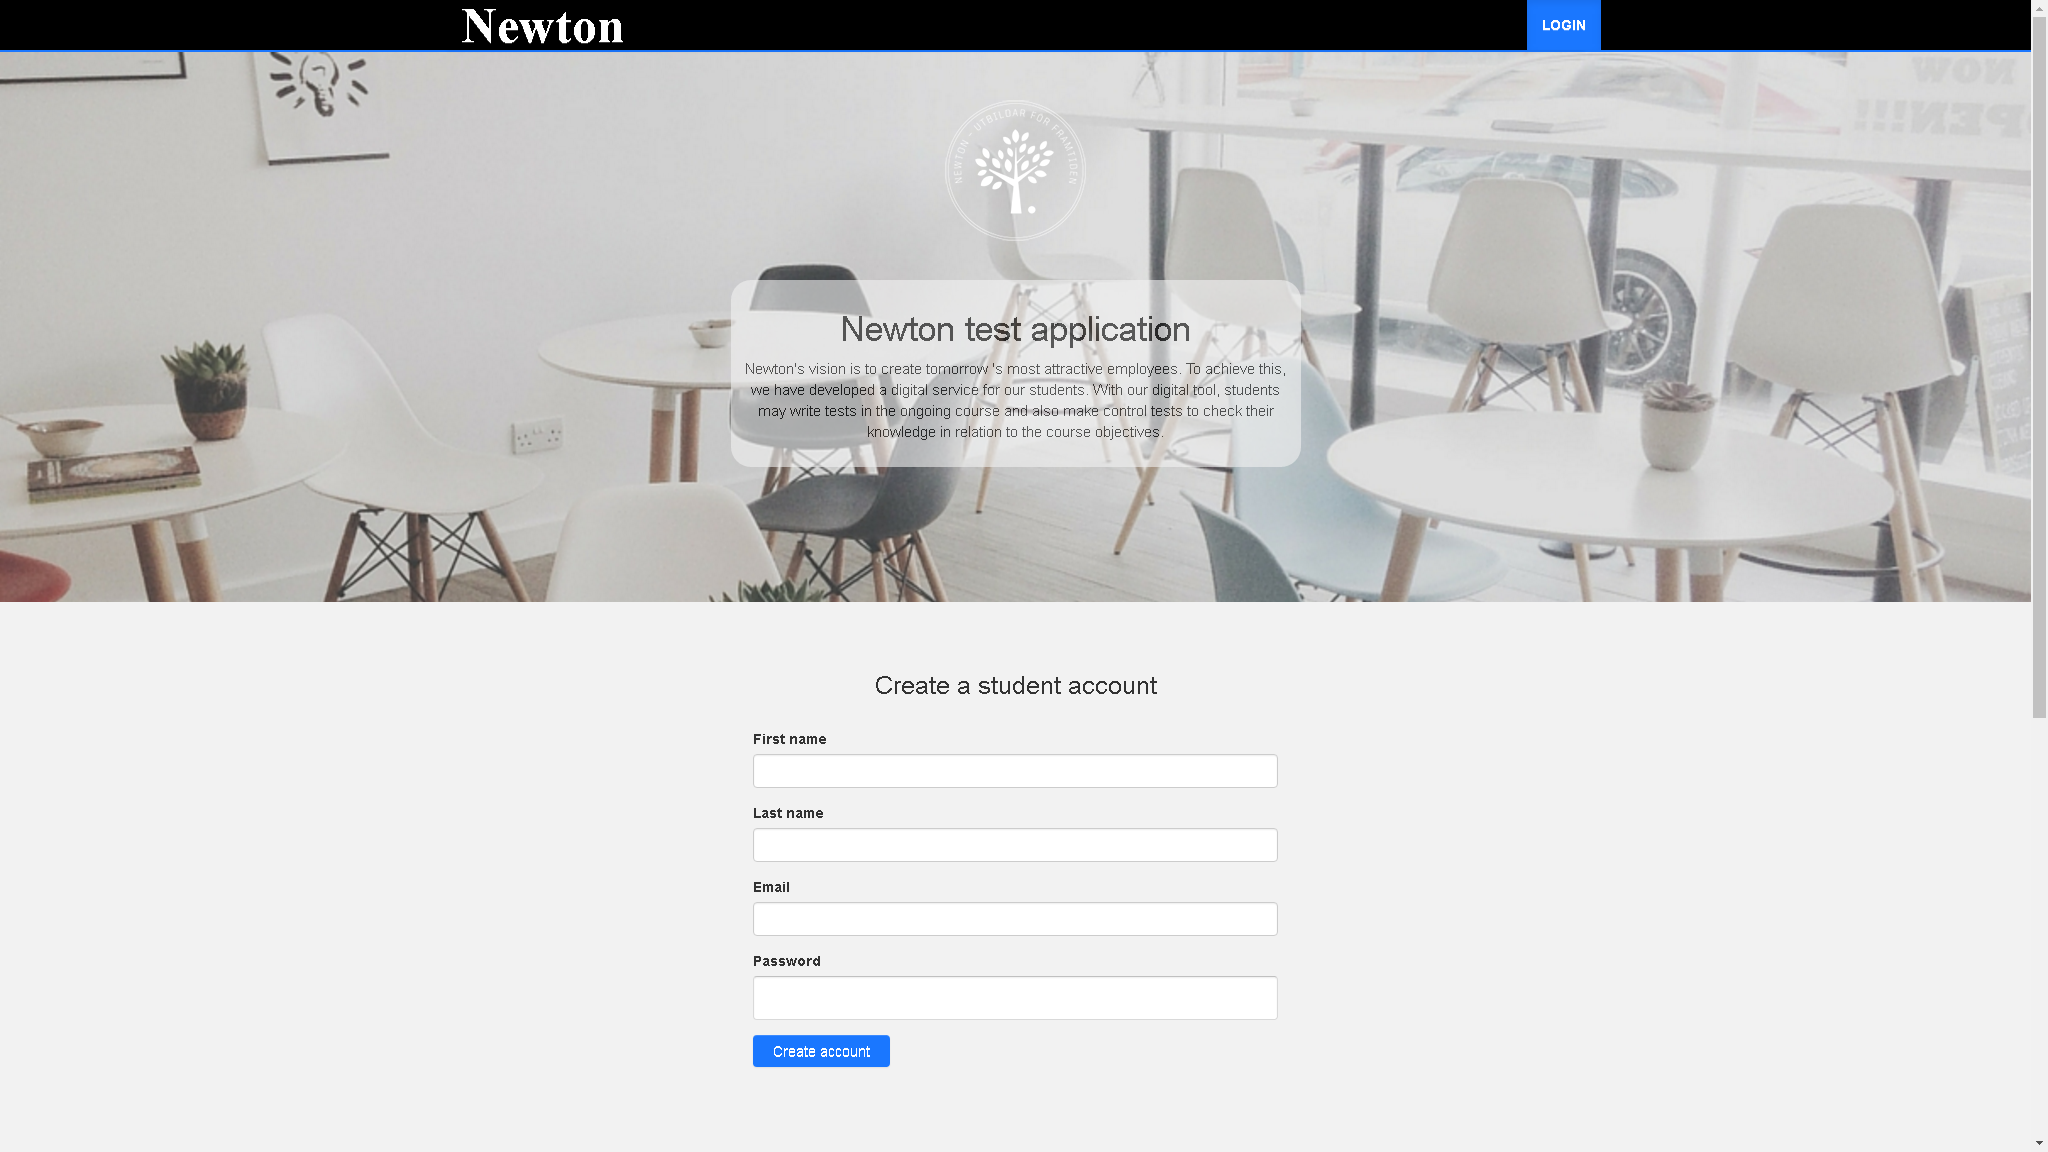 Newton
LOGIN
NOW
NEWTON - UTBILDAR FÖR FRAMTIDEN
Newton test application
Newton's vision is to create tomorrow 's most attractive employees. To achieve this,
we have developed a digital service for our students. With our digital tool, students
may write tests in the ongoing course and also make control tests to check their
knowledge in relation to the course objectives.
Create a student account
First name
Last name
Email
Password
Create account